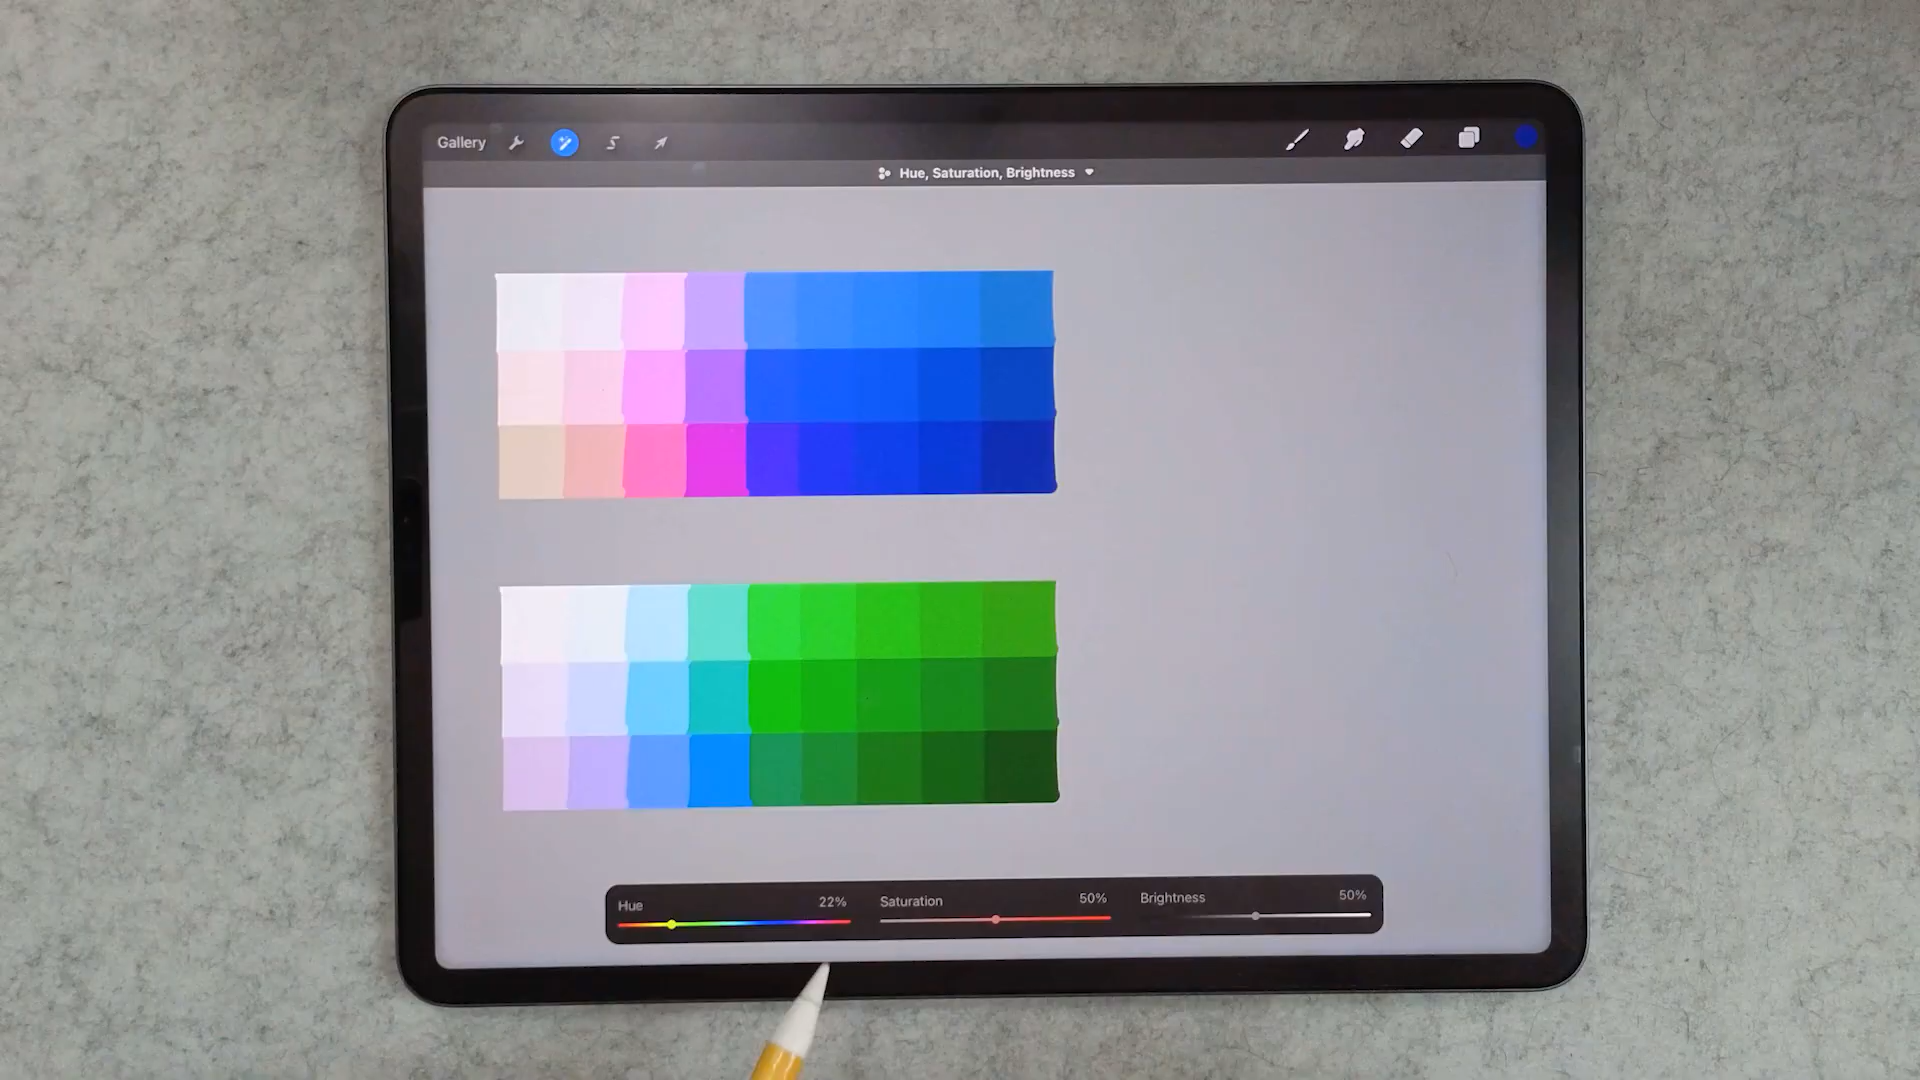 Gallery
Hue, Saturation, Brightness
Hue 22% Saturation 50% Brightness 50%